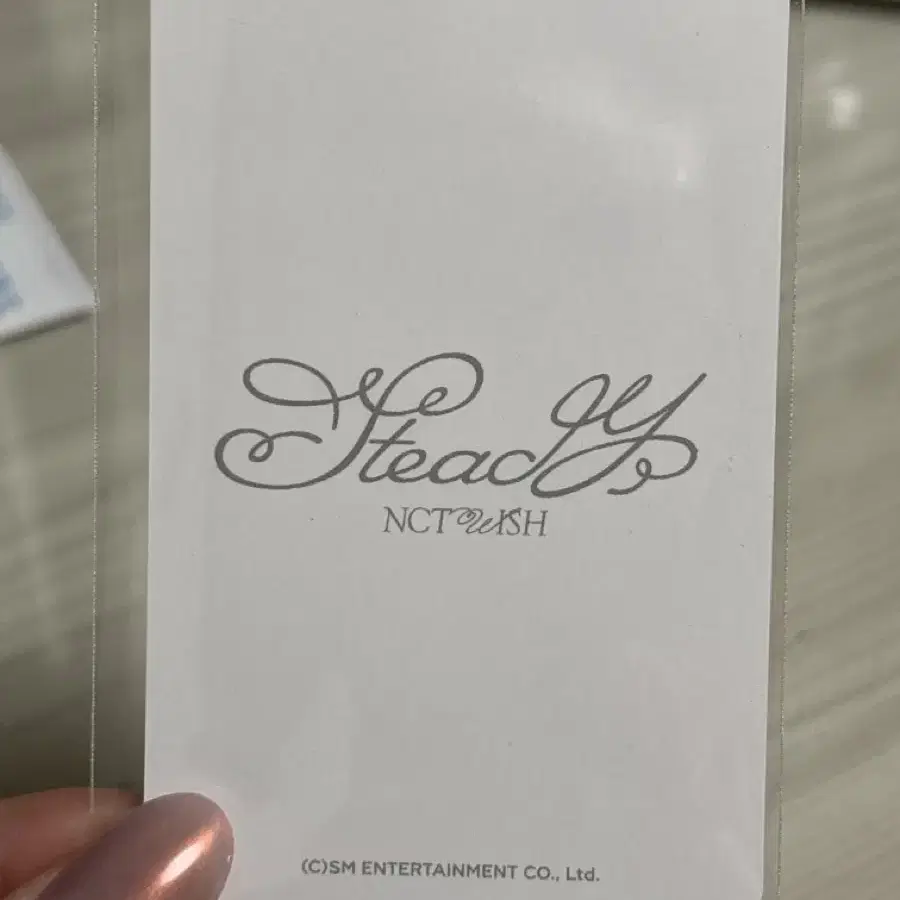 Steady
NCT WISH
(C)SM ENTERTAINMENT CO., Ltd.